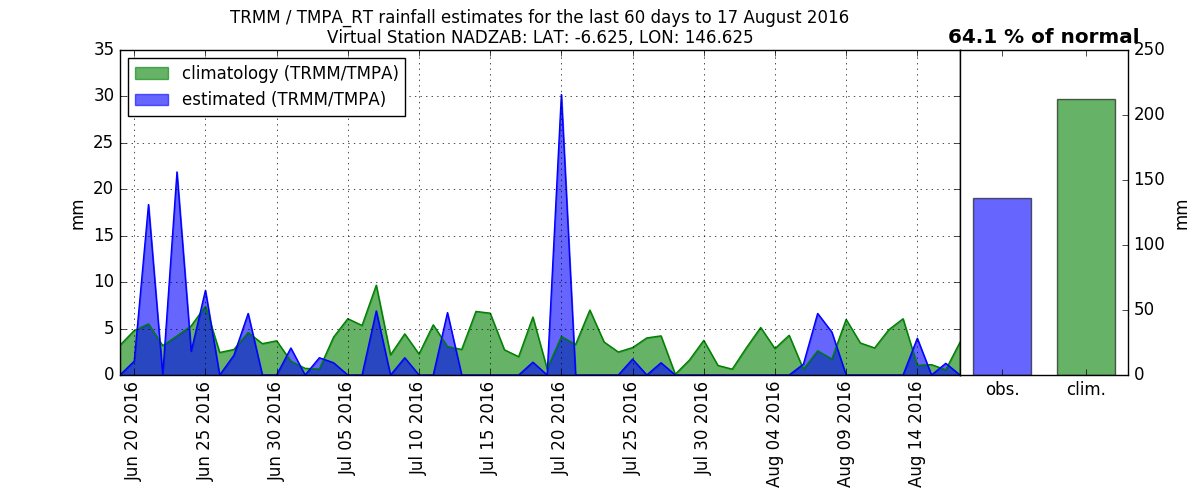 TRMM / TMPA_RT rainfall estimates for the last 60 days to 17 August 2016
Virtual Station NADZAB: LAT: -6.625, LON: 146.625
64.1 % of normal
climatology (TRMM/TMPA)
estimated (TRMM/TMPA)
mm
35
30
25
20
15
10
5
0
Jun 20 2016
Jun 25 2016
Jun 30 2016
Jul 05 2016
Jul 10 2016
Jul 15 2016
Jul 20 2016
Jul 25 2016
Jul 30 2016
Aug 04 2016
Aug 09 2016
Aug 14 2016
250
200
150
100
50
0
mm
obs.
clim.